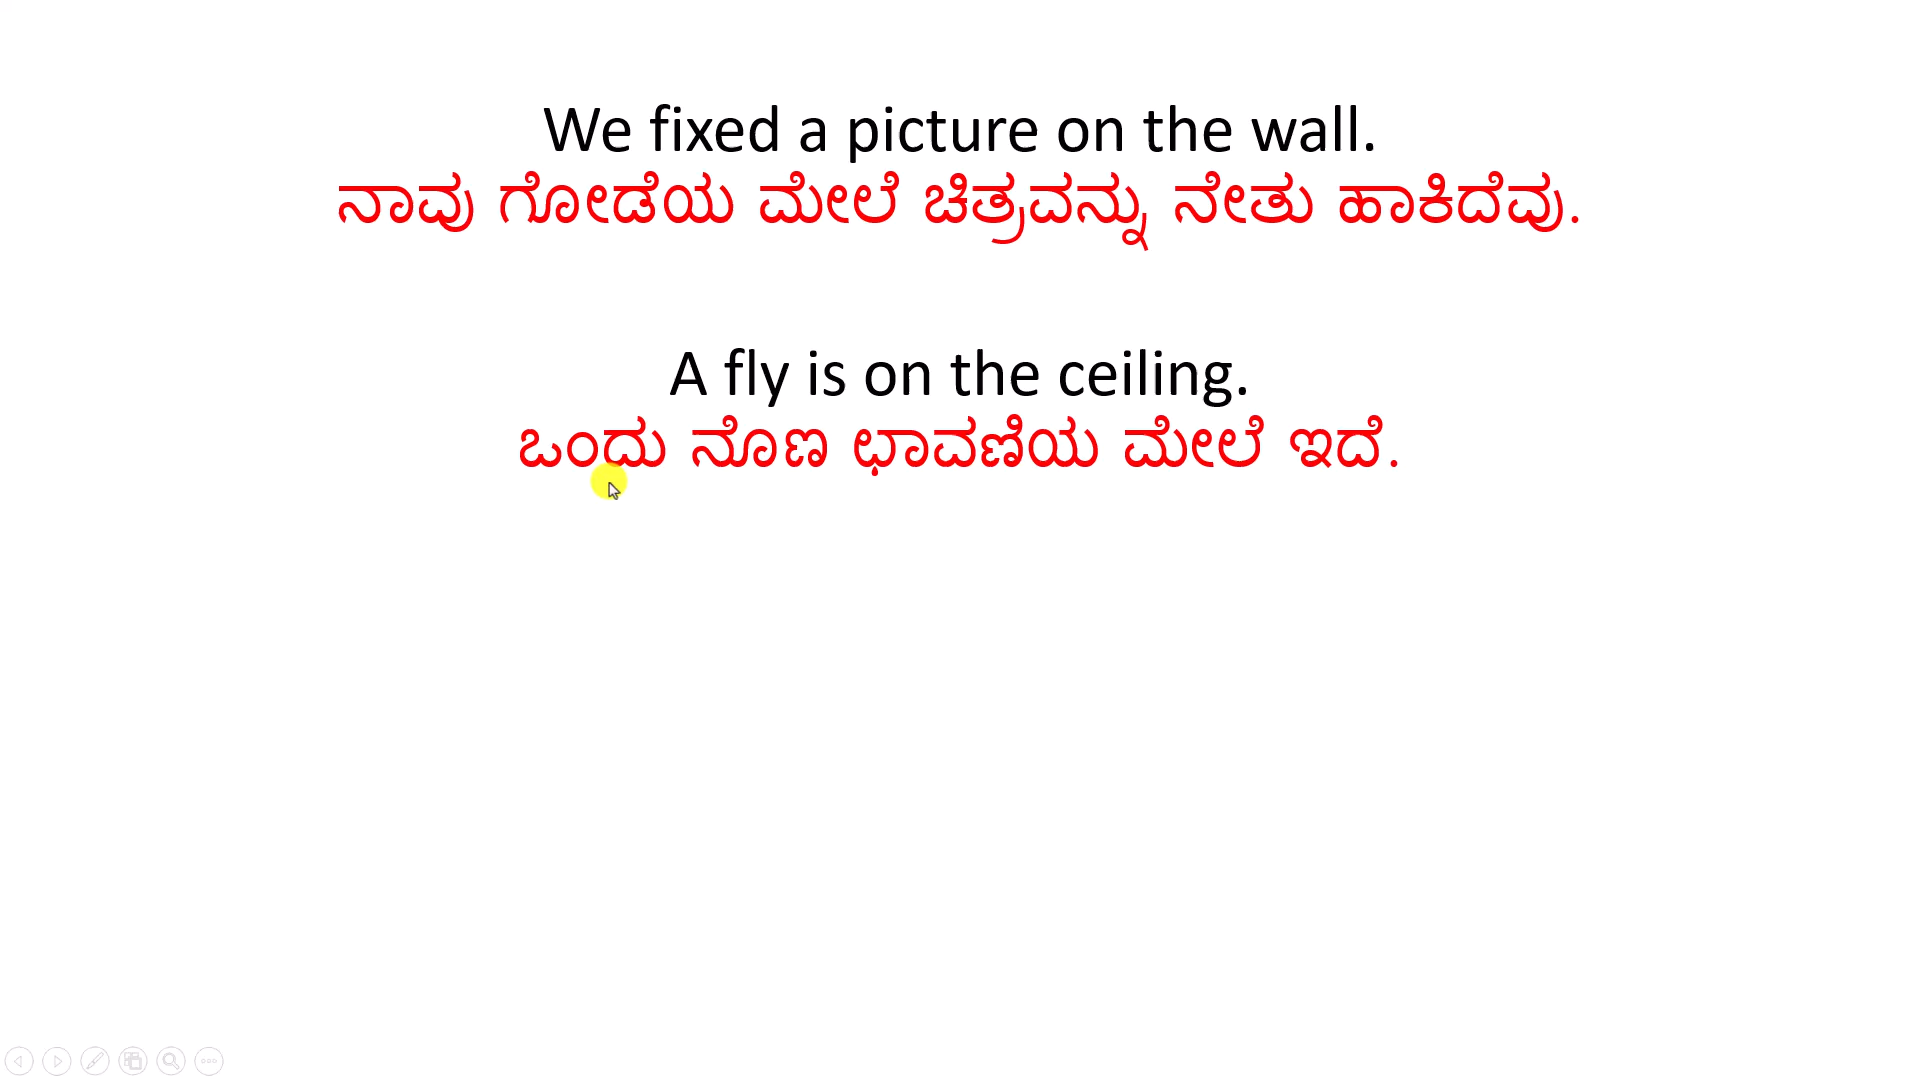 We fixed a picture on the wall.
ನಾವು ಗೋಡೆಯ ಮೇಲೆ ಚಿತ್ರವನ್ನು ನೇತು ಹಾಕಿದೆವು.
A fly is on the ceiling.
ಒಂದು ನೊಣ ಛಾವಣಿಯ ಮೇಲೆ ಇದೆ.